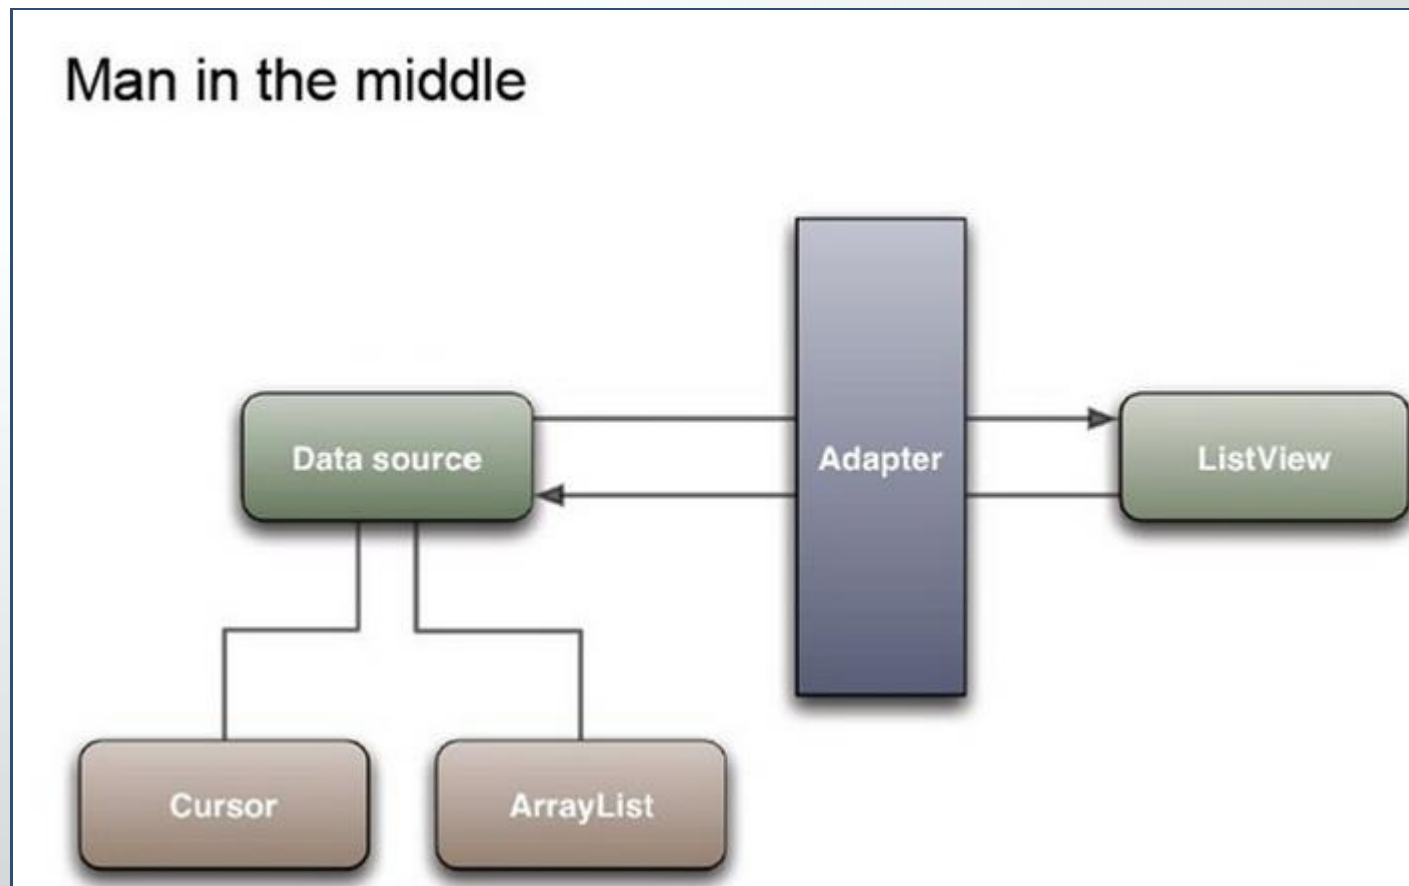 Man in the middle
Data source
Adapter
ListView
Cursor
ArrayList